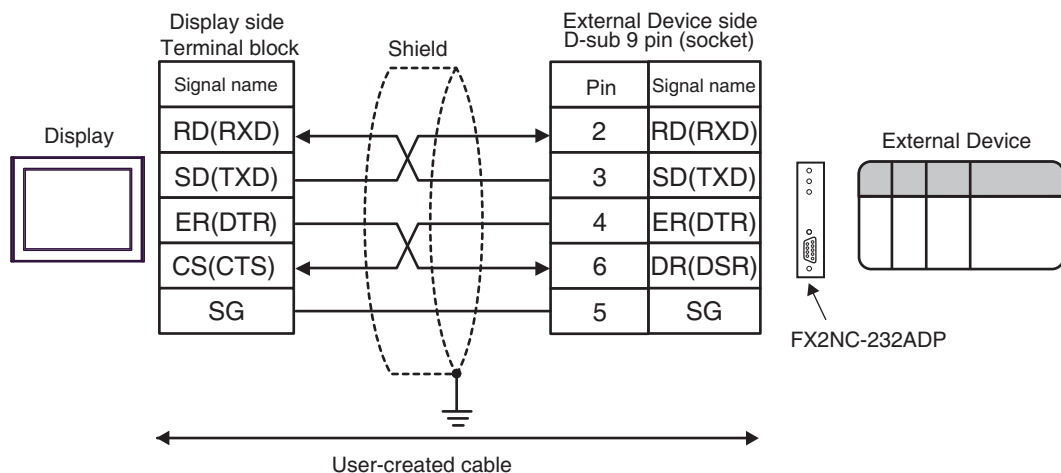 Display side
Terminal block
Shield
External Device side
D-sub 9 pin (socket)
Signal name
Pin
Signal name
RD(RXD)
2
RD(RXD)
SD(TXD)
3
SD(TXD)
ER(DTR)
4
ER(DTR)
CS(CTS)
6
DR(DSR)
SG
5
SG
Display
External Device
FX2NC-232ADP
User-created cable